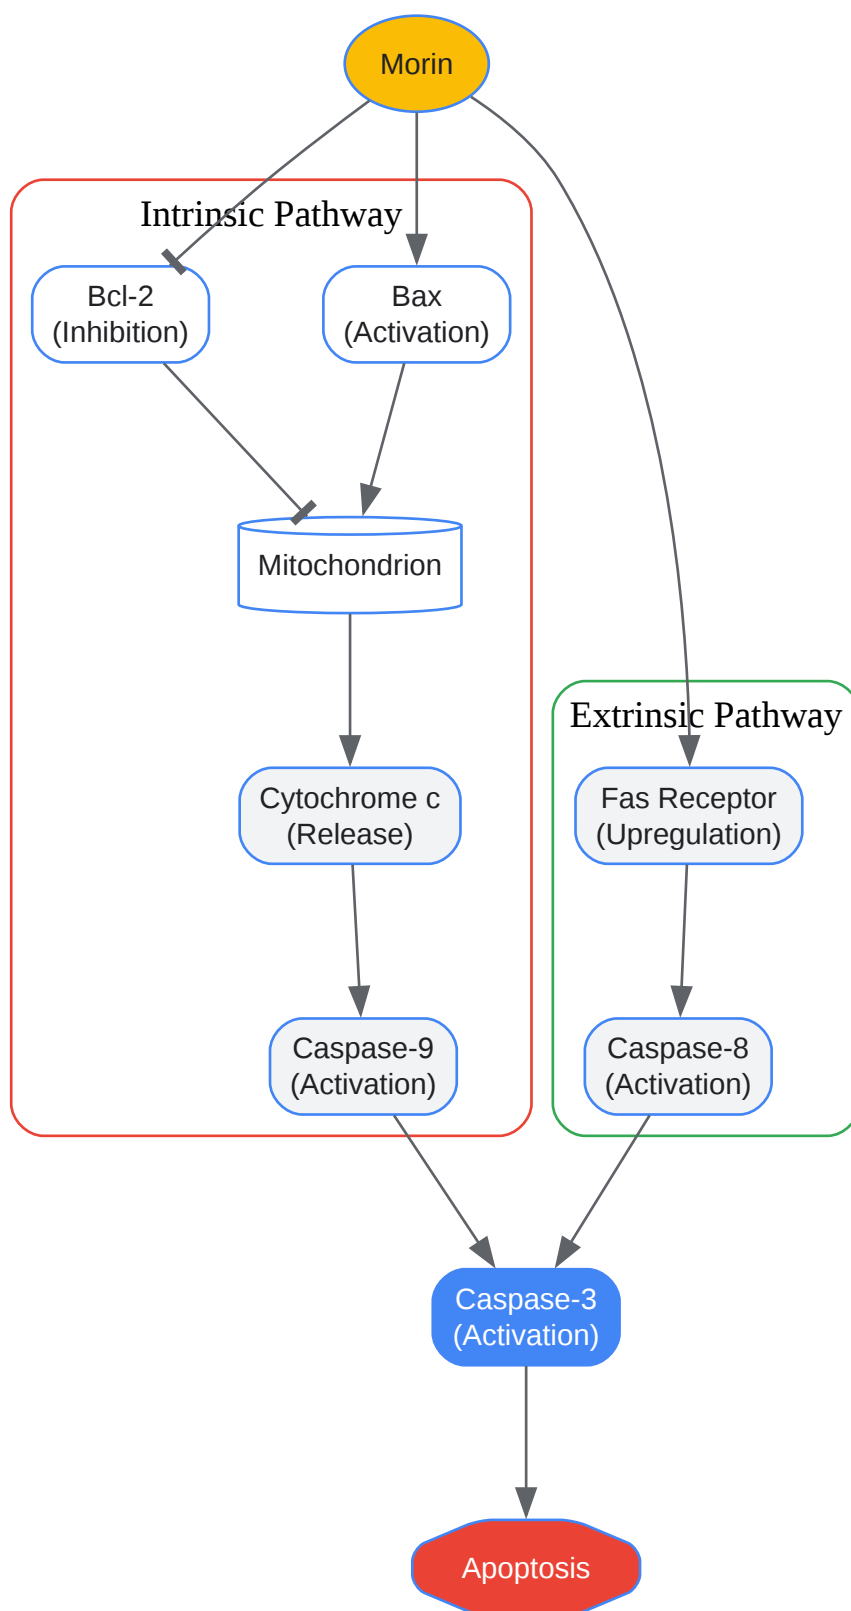 Morin
Intrinsic Pathway
Bcl-2
(Inhibition)
Bax
(Activation)
Mitochondrion
Extrinsic Pathway
Cytochrome c
(Release)
Fas Receptor
(Upregulation)
Caspase-9
(Activation)
Caspase-8
(Activation)
Caspase-3
(Activation)
Apoptosis